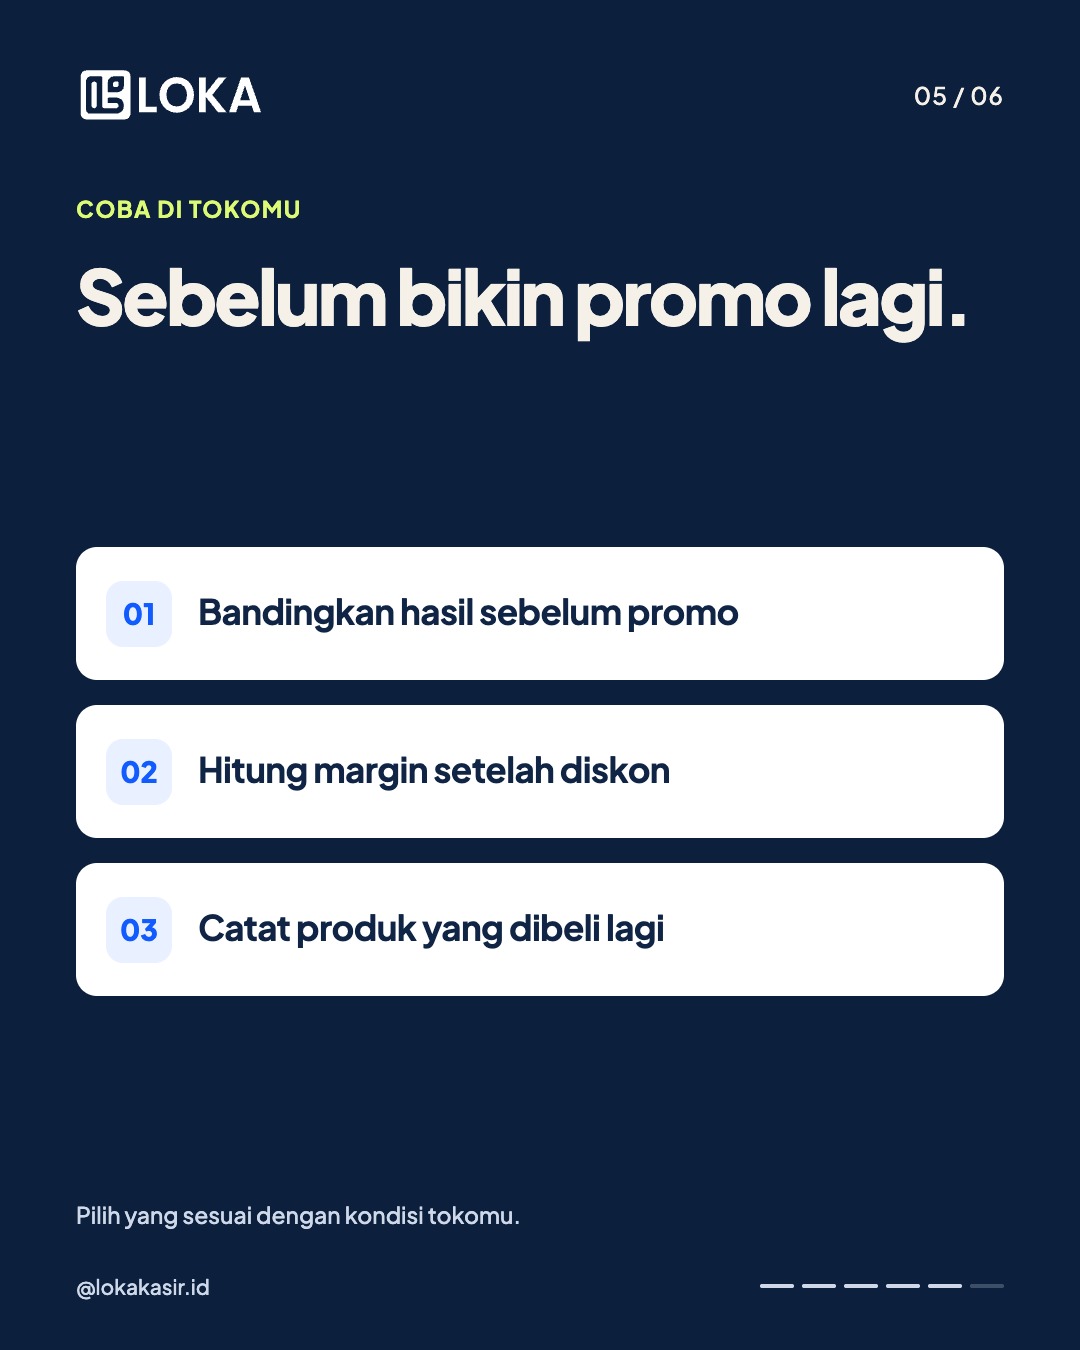 LOKA
05 / 06
COBA DI TOKOMU
Sebelum bikin promo lagi.
01 Bandingkan hasil sebelum promo
02 Hitung margin setelah diskon
03 Catat produk yang dibeli lagi
Pilih yang sesuai dengan kondisi tokomu.
@lokakasir.id